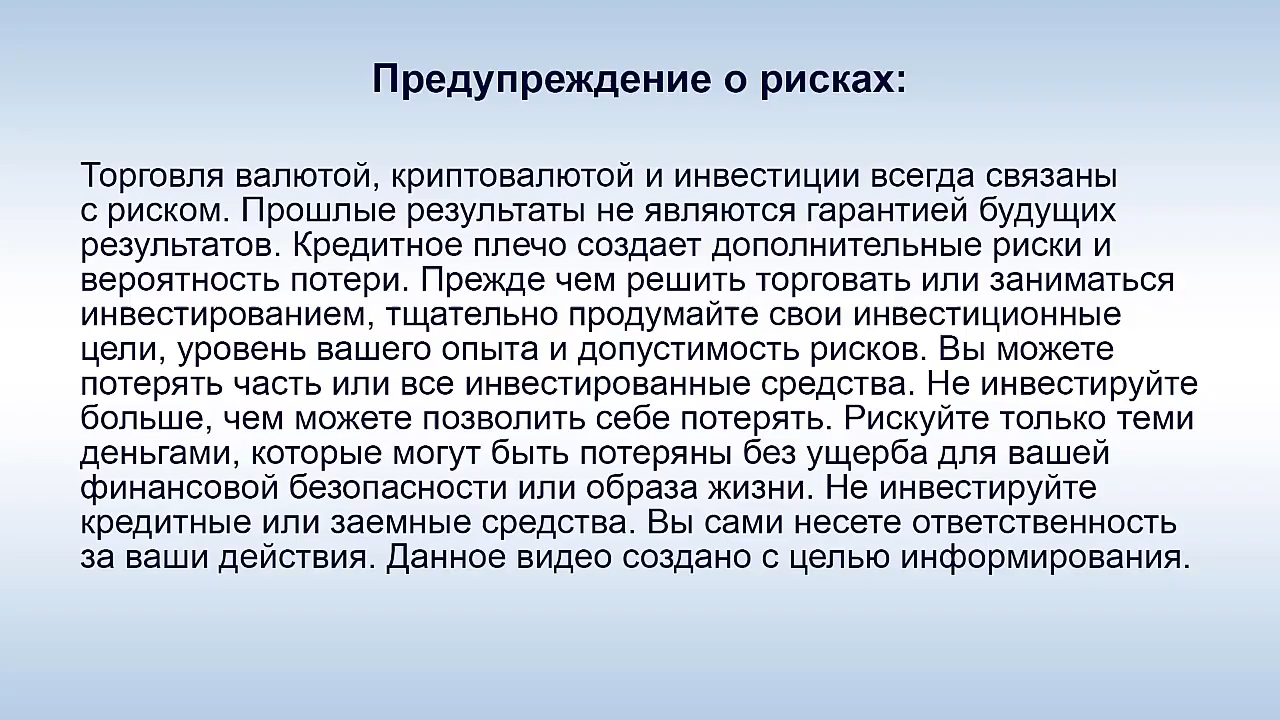 Предупреждение о рисках:
Торговля валютой, криптовалютой и инвестиции всегда связаны
с риском. Прошлые результаты не являются гарантией будущих
результатов. Кредитное плечо создает дополнительные риски и
вероятность потери. Прежде чем решить торговать или заниматься
инвестированием, тщательно продумайте свои инвестиционные
цели, уровень вашего опыта и допустимость рисков. Вы можете
потерять часть или все инвестированные средства. Не инвестируйте
больше, чем можете позволить себе потерять. Рискуйте только теми
деньгами, которые могут быть потеряны без ущерба для вашей
финансовой безопасности или образа жизни. Не инвестируйте
кредитные или заемные средства. Вы сами несете ответственность
за ваши действия. Данное видео создано с целью информирования.